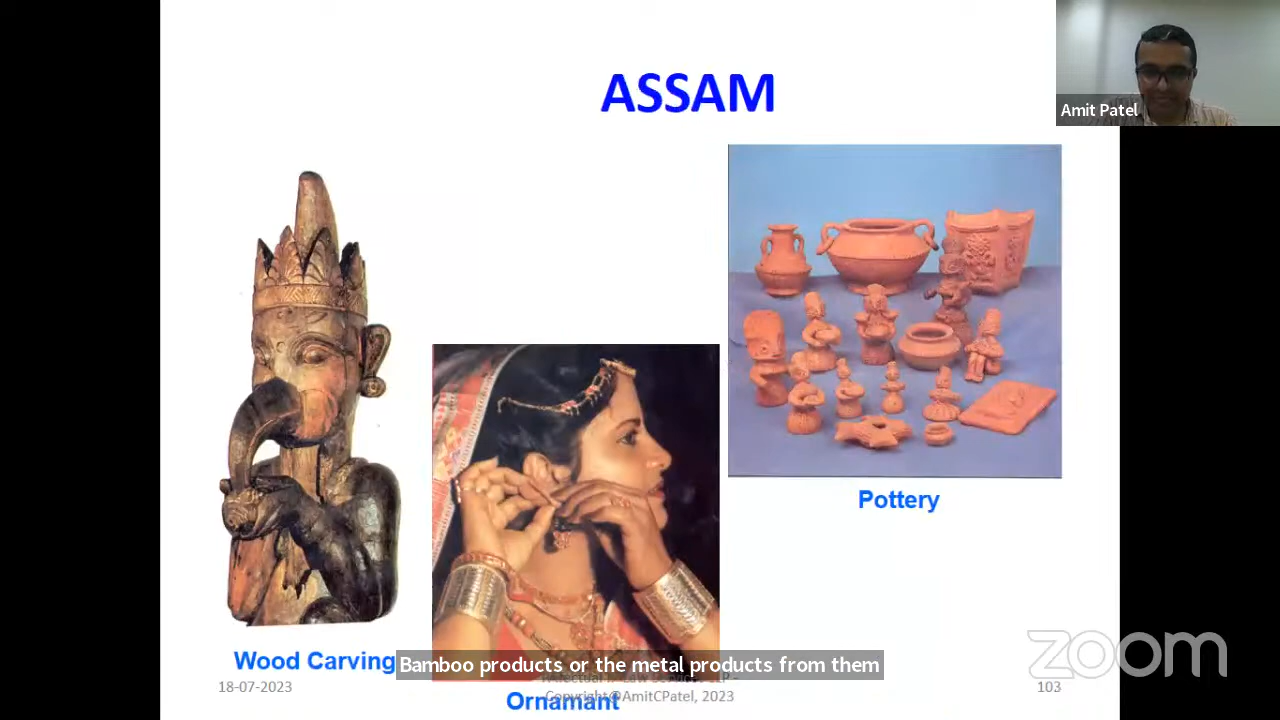 ASSAM
Amit Patel
Pottery
Wood Carving
Bamboo products or the metal products from them
18-07-2023
Copyright@AmitCPatel, 2023
103
Ornamant
zoom